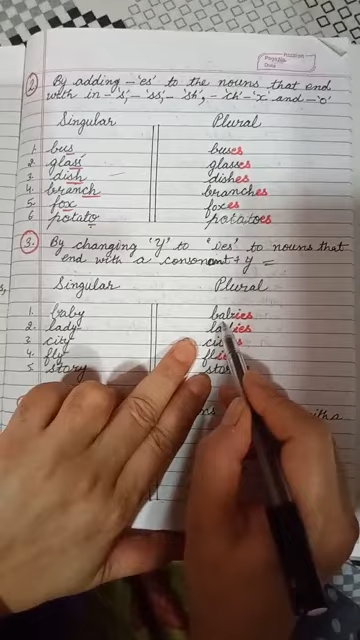 Page No.
Date
② By adding - 'es' to the nouns that end
with in - 's', - 'ss', - 'sh', - 'ch' - 'x' and - 'o'
Singular Plural
1. bus buses
2. glass glasses
3. dish dishes
4. branch branches
5. fox foxes
6. potato potatoes
③ By changing 'y' to 'ies' to nouns that
end with a consonant + y =
Singular Plural
1. baby babies
2. lady ladies
3. city
4. fly
5. story